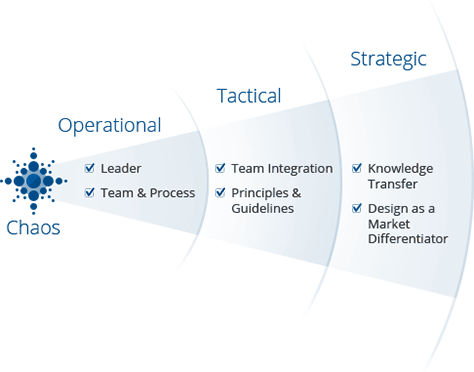 Strategic
Tactical
Operational
Chaos
Leader
Team & Process
Team Integration
Principles &
Guidelines
Knowledge
Transfer
Design as a
Market
Differentiator